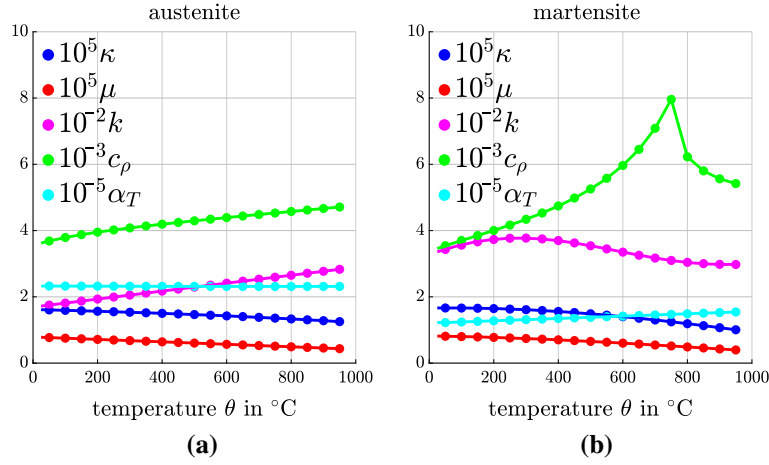 austenite
10
8
6
4
2
0
10⁵κ
10⁵μ
10⁻²k
10⁻³c_ρ
10⁻⁵α_T
0 200 400 600 800 1000
temperature θ in °C
(a)
martensite
10
8
6
4
2
0
10⁵κ
10⁵μ
10⁻²k
10⁻³c_ρ
10⁻⁵α_T
0 200 400 600 800 1000
temperature θ in °C
(b)